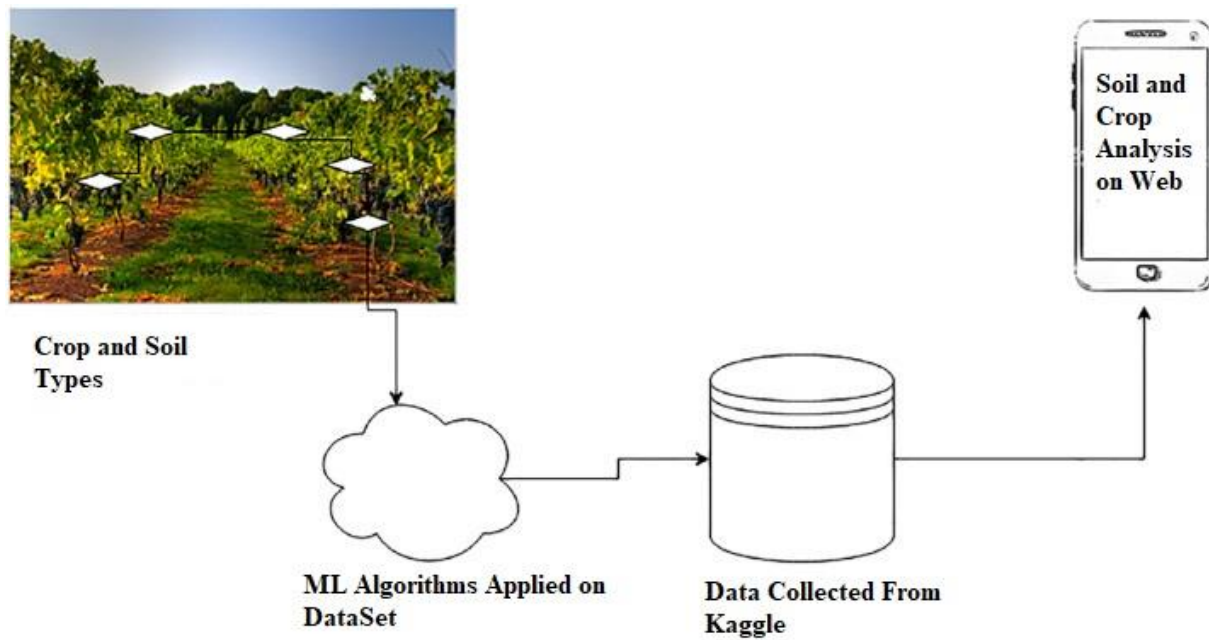 Soil and
Crop
Analysis
on Web
Crop and Soil
Types
ML Algorithms Applied on
DataSet
Data Collected From
Kaggle